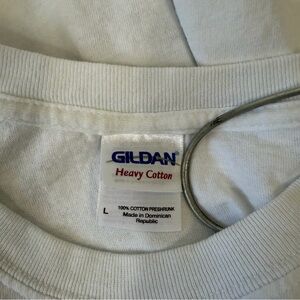 GILDAN
Heavy Cotton
L
100% COTTON PRESHRUNK
Made in Dominican
Republic